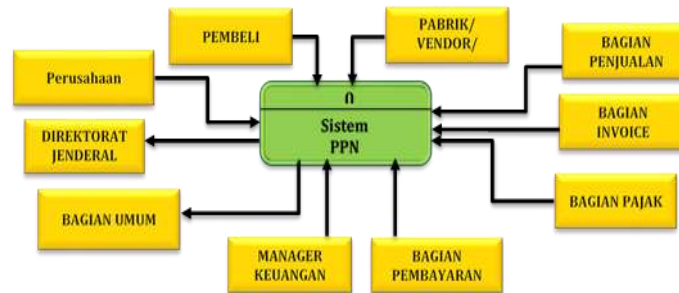 PEMBELI
PABRIK/
VENDOR/
BAGIAN
PENJUALAN
Perusahaan
0
Sistem
PPN
BAGIAN
INVOICE
DIREKTORAT
JENDERAL
BAGIAN PAJAK
BAGIAN UMUM
MANAGER
KEUANGAN
BAGIAN
PEMBAYARAN